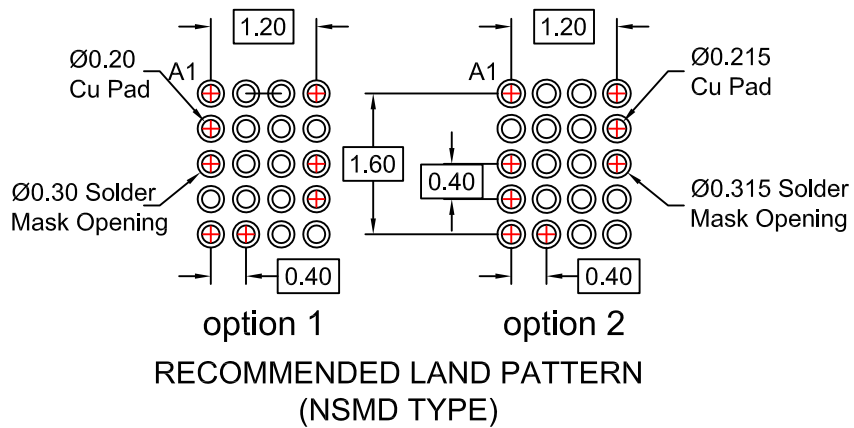 1.20
1.20
Ø0.20
Cu Pad
A1
A1
Ø0.215
Cu Pad
1.60
0.40
Ø0.30 Solder
Mask Opening
Ø0.315 Solder
Mask Opening
0.40
0.40
option 1
option 2
RECOMMENDED LAND PATTERN
(NSMD TYPE)